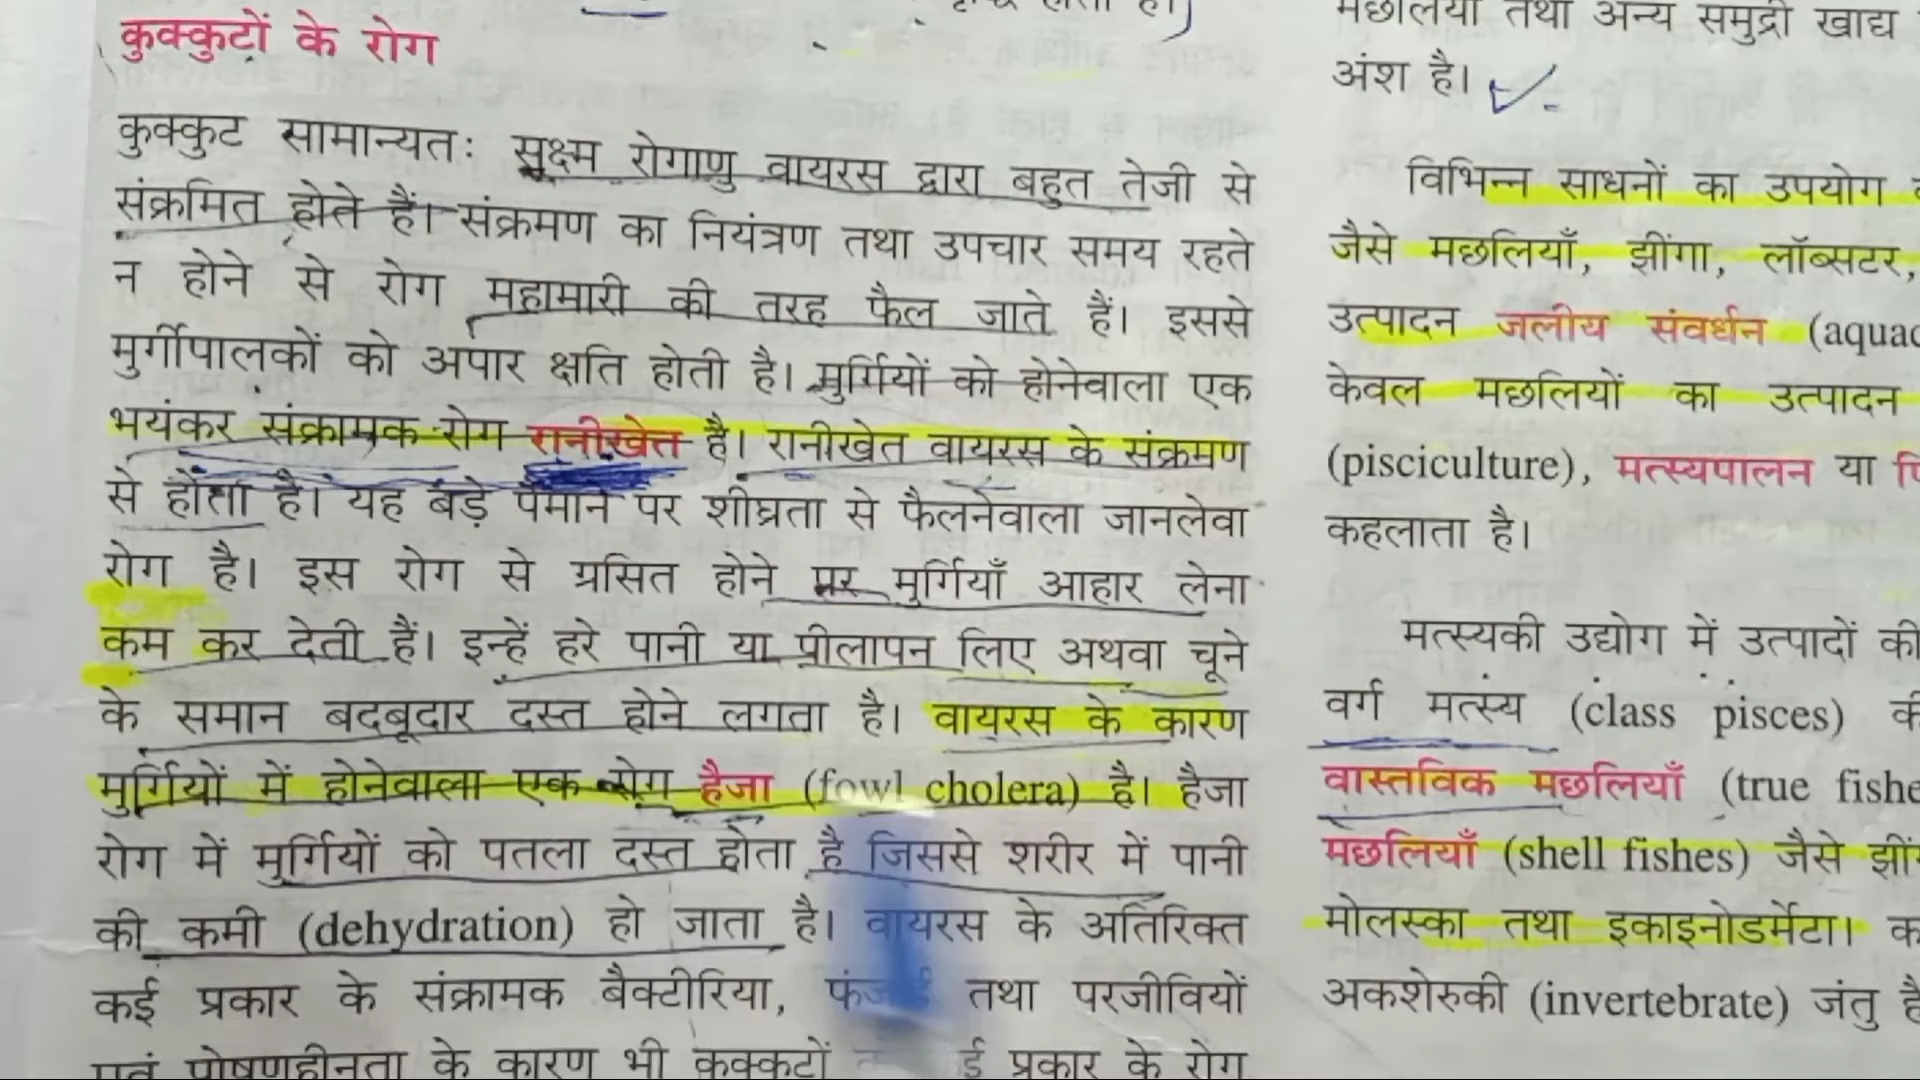 कुक्कुटों के रोग
कुक्कुट सामान्यतः सूक्ष्म रोगाणु वायरस द्वारा बहुत तेजी से
संक्रमित होते हैं। संक्रमण का नियंत्रण तथा उपचार समय रहते
न होने से रोग महामारी की तरह फैल जाते हैं। इससे
मुर्गीपालकों को अपार क्षति होती है। मुर्गियों को होनेवाला एक
भयंकर संक्रामक रोग रानीखेत है। रानीखेत वायरस के संक्रमण
से होता है। यह बड़े पैमाने पर शीघ्रता से फैलनेवाला जानलेवा
रोग है। इस रोग से ग्रसित होने पर मुर्गियाँ आहार लेना
कम कर देती हैं। इन्हें हरे पानी या पीलापन लिए अथवा चूने
के समान बदबूदार दस्त होने लगता है। वायरस के कारण
मुर्गियों में होनेवाला एक रोग हैजा (fowl cholera) है। हैजा
रोग में मुर्गियों को पतला दस्त होता है जिससे शरीर में पानी
की कमी (dehydration) हो जाता है। वायरस के अतिरिक्त
कई प्रकार के संक्रामक बैक्टीरिया, तथा परजीवियों
एवं पोषणहीनता के कारण भी कुक्कुटों प्रकार के रोग
मछलियाँ तथा अन्य समुद्री खाद्य
अंश है।
विभिन्न साधनों का उपयोग
जैसे मछलियाँ, झींगा, लॉब्सटर,
उत्पादन जलीय संवर्धन
केवल मछलियों का उत्पादन
(pisciculture), मत्स्यपालन या
कहलाता है।
मत्स्यकी उद्योग में उत्पादों की
वर्ग मत्स्य (class pisces)
वास्तविक मछलियाँ (true
मछलियाँ (shell fishes) जैसे
मोलस्का तथा इकाइनोडर्मेटा।
अकशेरुकी (invertebrate) जंतु